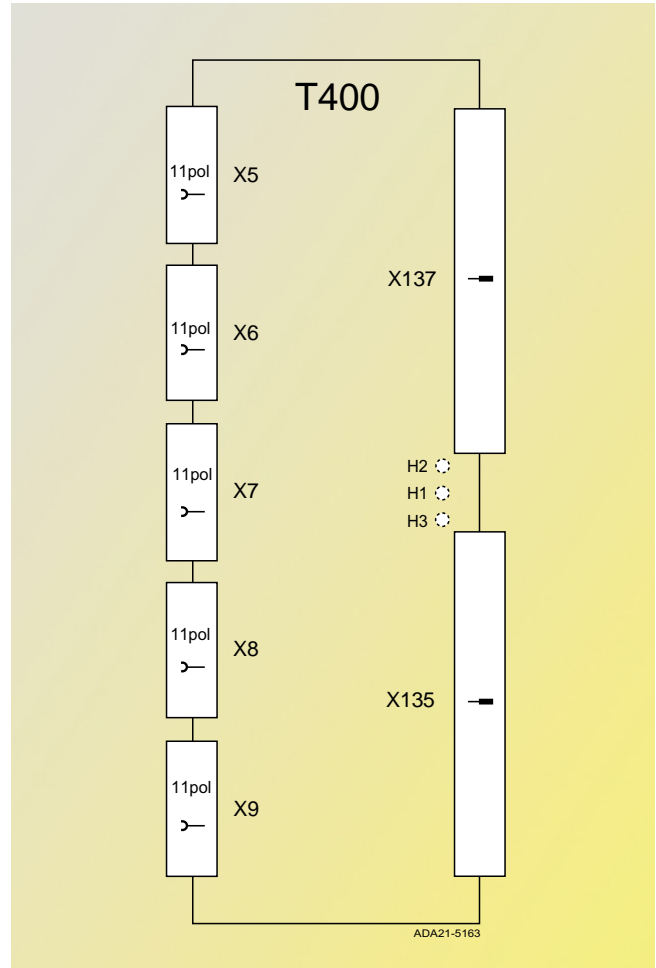 T400
11pol
X5
X137
11pol
X6
H2
11pol
X7
H1
H3
11pol
X8
X135
11pol
X9
ADA21-5163